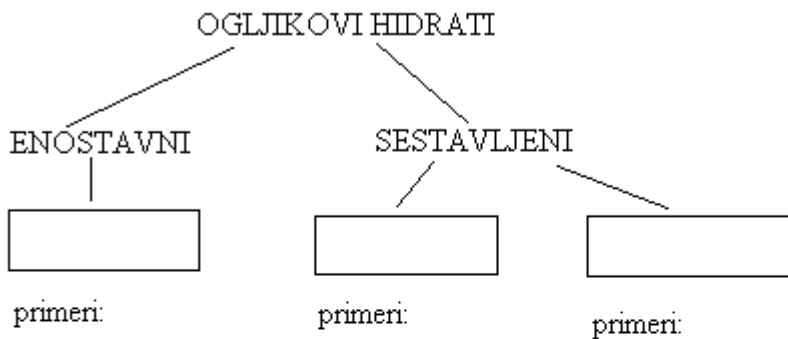 OGLJIKOVI HIDRATI
ENOSTAVNI
SESTAVLJENI
primeri:
primeri:
primeri: